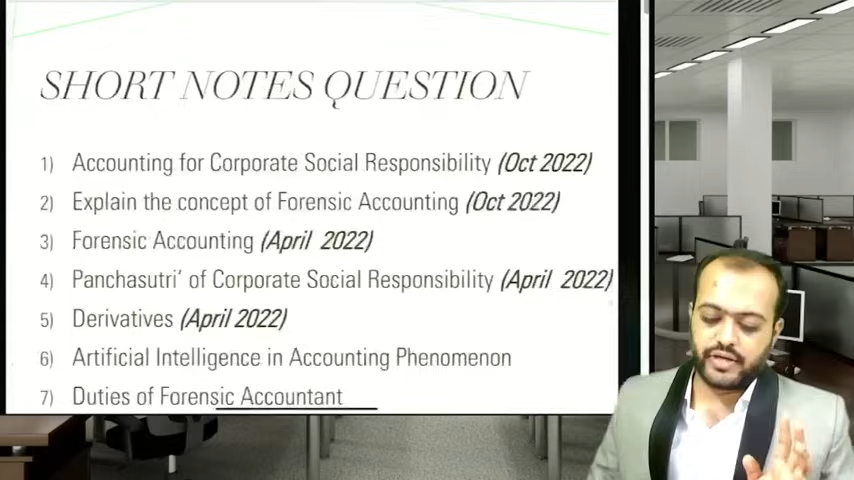 SHORT NOTES QUESTION
1) Accounting for Corporate Social Responsibility (Oct 2022)
2) Explain the concept of Forensic Accounting (Oct 2022)
3) Forensic Accounting (April 2022)
4) Panchasutri' of Corporate Social Responsibility (April 2022)
5) Derivatives (April 2022)
6) Artificial Intelligence in Accounting Phenomenon
7) Duties of Forensic Accountant